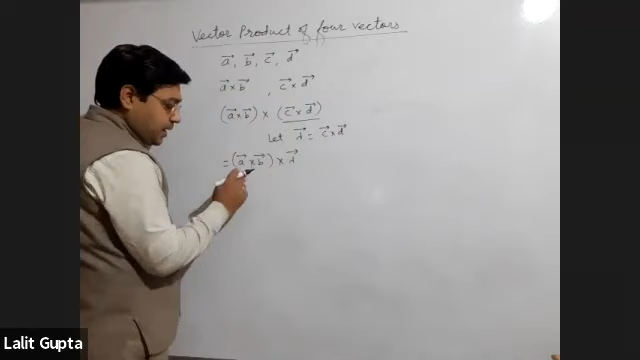 Vector Product of four vectors
a⃗, b⃗, c⃗, d⃗
a⃗ × b⃗ , c⃗ × d⃗
(a⃗ × b⃗) × (c⃗ × d⃗)
Let λ⃗ = c⃗ × d⃗
= (a⃗ × b⃗) × λ⃗
Lalit Gupta